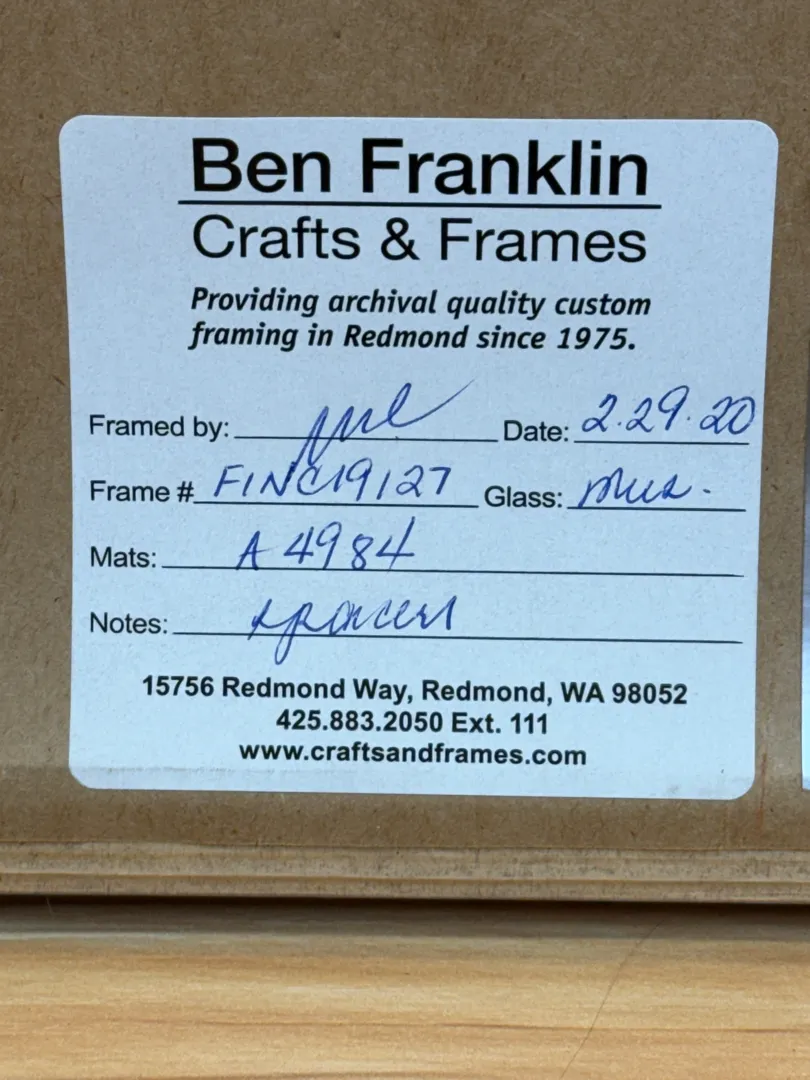 Ben Franklin
Crafts & Frames
Providing archival quality custom
framing in Redmond since 1975.
Framed by: Date: 2.29.20
Frame # FINC19127 Glass: mus.
Mats: A 4984
Notes: spacers
15756 Redmond Way, Redmond, WA 98052
425.883.2050 Ext. 111
www.craftsandframes.com